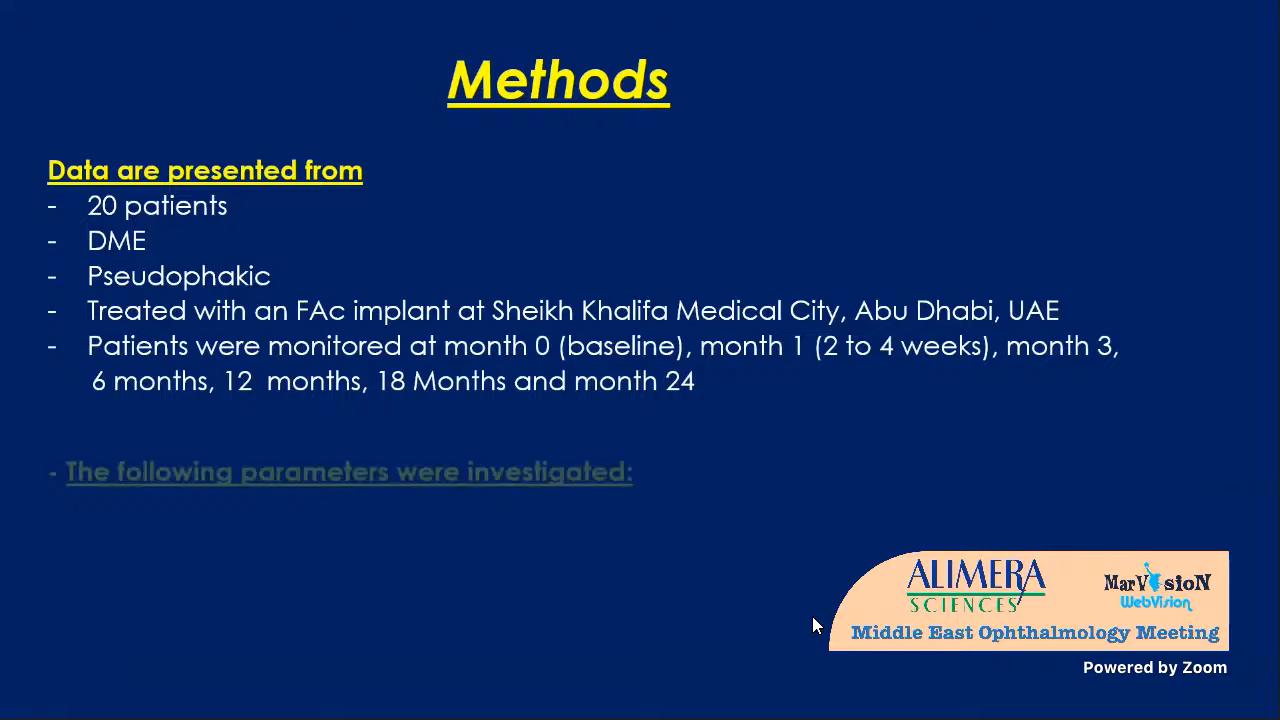 Methods
Data are presented from
- 20 patients
- DME
- Pseudophakic
- Treated with an FAc implant at Sheikh Khalifa Medical City, Abu Dhabi, UAE
- Patients were monitored at month 0 (baseline), month 1 (2 to 4 weeks), month 3,
6 months, 12  months, 18 Months and month 24
- The following parameters were investigated:
ALIMERA
SCIENCES
MarVisioN
WebVision
Middle East Ophthalmology Meeting
Powered by Zoom